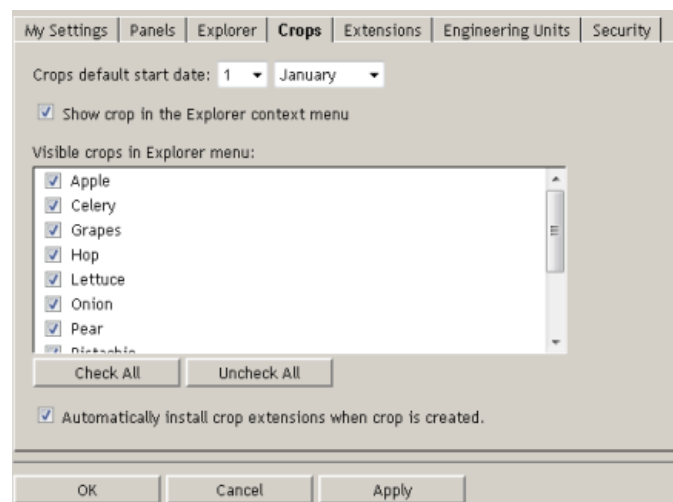 My Settings Panels Explorer Crops Extensions Engineering Units Security
Crops default start date: 1 January
Show crop in the Explorer context menu
Visible crops in Explorer menu:
Apple
Celery
Grapes
Hop
Lettuce
Onion
Pear
Pistachio
Check All Uncheck All
Automatically install crop extensions when crop is created.
OK Cancel Apply